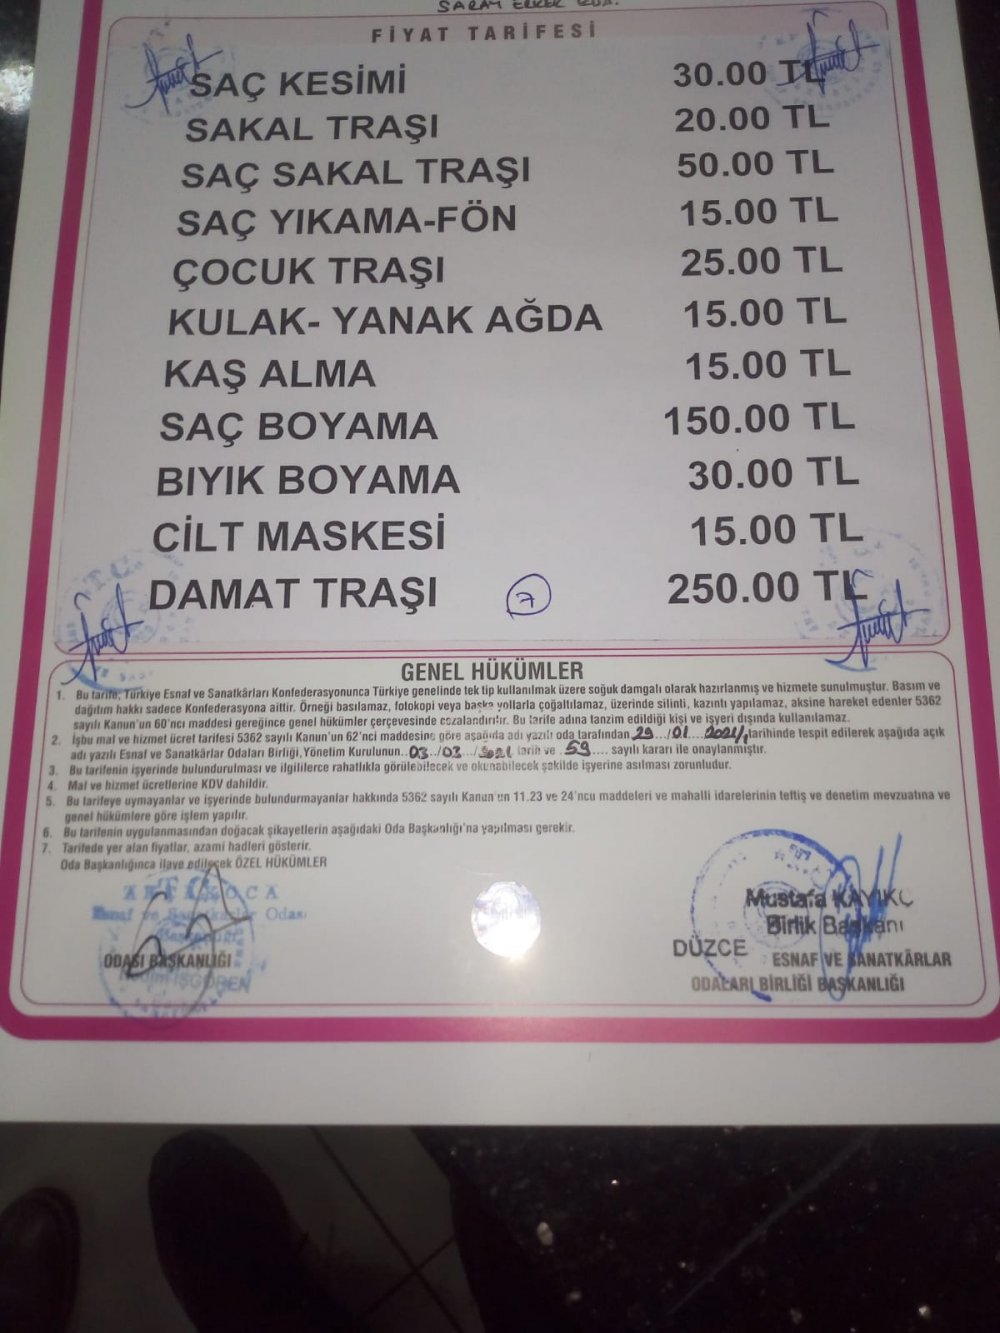 SARAY ERKEK KUA.
FİYAT TARİFESİ
SAÇ KESİMİ 30.00 TL
SAKAL TRAŞI 20.00 TL
SAÇ SAKAL TRAŞI 50.00 TL
SAÇ YIKAMA-FÖN 15.00 TL
ÇOCUK TRAŞI 25.00 TL
KULAK- YANAK AĞDA 15.00 TL
KAŞ ALMA 15.00 TL
SAÇ BOYAMA 150.00 TL
BIYIK BOYAMA 30.00 TL
CİLT MASKESİ 15.00 TL
DAMAT TRAŞI 7 250.00 TL
GENEL HÜKÜMLER
1. Bu tarife, Türkiye Esnaf ve Sanatkârları Konfederasyonunca Türkiye genelinde tek tip kullanılmak üzere soğuk damgalı olarak hazırlanmış ve hizmete sunulmuştur. Basım ve
dağıtım hakkı sadece Konfederasyona aittir. Örneği basılamaz, fotokopi veya başka yollarla çoğaltılamaz, üzerinde silinti, kazıntı yapılamaz, aksine hareket edenler 5362
sayılı Kanun'un 60'ncı maddesi gereğince genel hükümler çerçevesinde cezalandırılır. Bu tarife adına tanzim edildiği kişi ve işyeri dışında kullanılamaz.
2. İşbu mal ve hizmet ücret tarifesi 5362 sayılı Kanun'un 62'ncı maddesine göre aşağıda adı yazılı oda tarafından 29.../01...2021, tarihinde tespit edilerek aşağıda açık
adı yazılı Esnaf ve Sanatkârlar Odaları Birliği Yönetim Kurulunun..03../03.../2021 tarih ve .59.... sayılı kararı ile onaylanmıştır.
3. Bu tarifenin işyerinde bulundurulması ve ilgililerce rahatlıkla görülebilecek ve okunabilecek şekilde işyerine asılması zorunludur.
4. Mal ve hizmet ücretlerine KDV dahildir.
5. Bu tarifeye uymayanlar ve işyerinde bulundurmayanlar hakkında 5362 sayılı Kanun'un 11.23 ve 24'ncu maddeleri ve mahalli idarelerinin teftiş ve denetim mevzuatına ve
genel hükümlere göre işlem yapılır.
6. Bu tarifenin uygulanmasından doğacak şikayetlerin aşağıdaki Oda Başkanlığı'na yapılması gerekir.
7. Tarifede yer alan fiyatlar, azami hadleri gösterir.
Oda Başkanlığınca ilave edilecek ÖZEL HÜKÜMLER
Esnaf ve Sanatkarlar Odası
ODASI BAŞKANLIĞI
İŞGÖREN
Mustafa KAYIKÇ
Birlik Başkanı
DÜZCE ESNAF VE SANATKÂRLAR
ODALARI BİRLİĞİ BAŞKANLIĞI